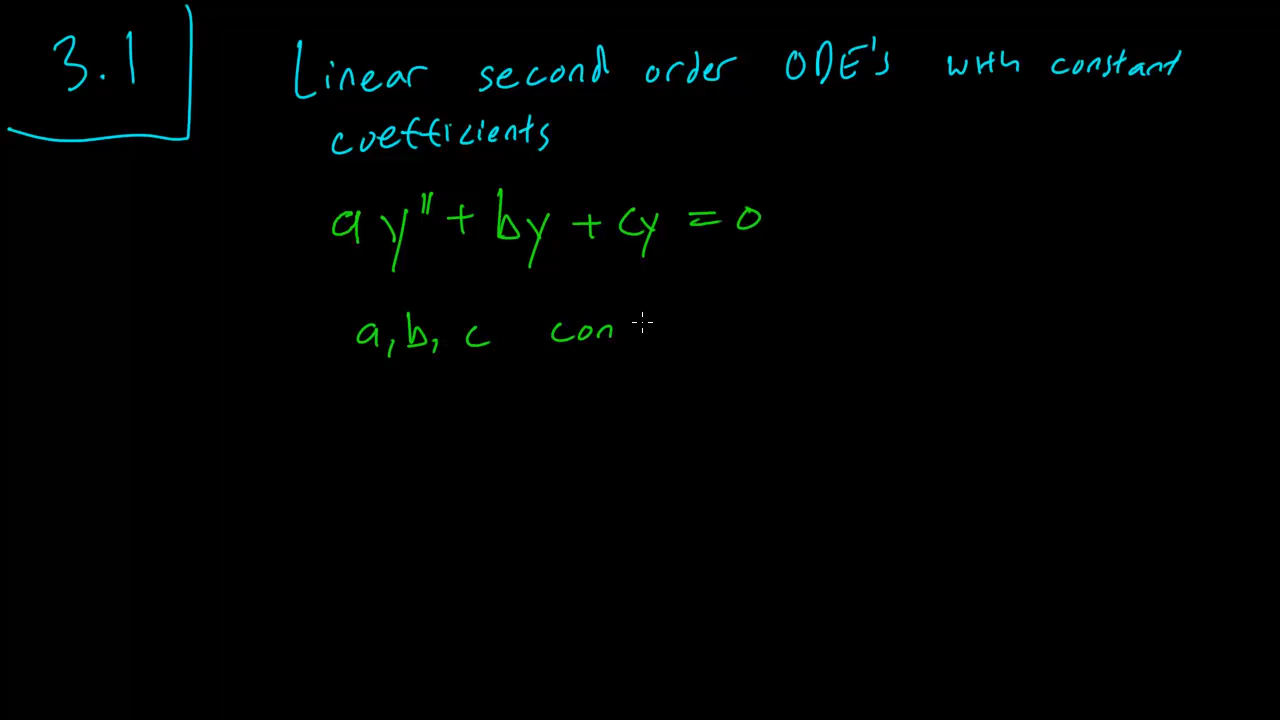 3.1
Linear second order ODE's with constant
coefficients
ay" + by + cy = 0
a, b, c con